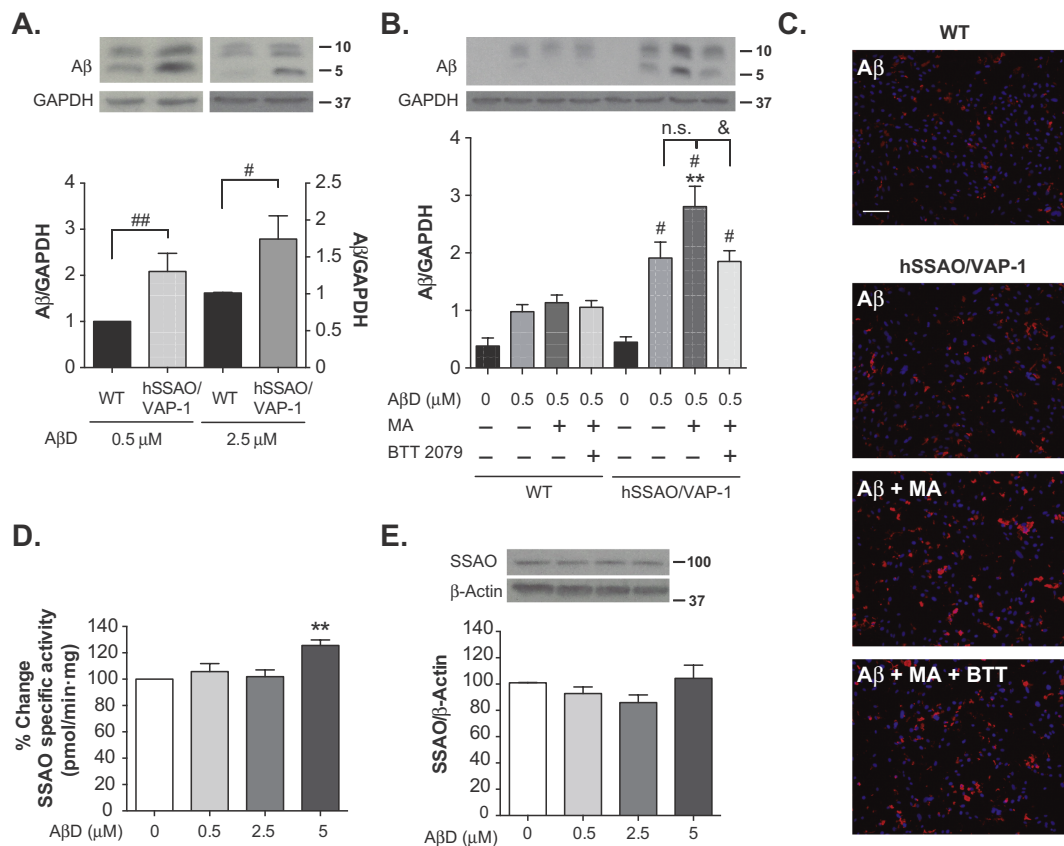 A.
Aβ
10
5
GAPDH
37
Aβ/GAPDH
4
3
2
1
0
##
#
2.5
2
1.5
1
0.5
0
Aβ/GAPDH
WT
hSSAO/
VAP-1
WT
hSSAO/
VAP-1
AβD
0.5 μM
2.5 μM
B.
Aβ
10
5
GAPDH
37
n.s.
&
#
**
#
#
Aβ/GAPDH
4
3
2
1
0
AβD (μM) 0 0.5 0.5 0.5 0 0.5 0.5 0.5
MA – – + + – – + +
BTT 2079 – – – + – – – +
WT
hSSAO/VAP-1
C.
WT
Aβ
hSSAO/VAP-1
Aβ
Aβ + MA
Aβ + MA + BTT
D.
% Change
SSAO specific activity
(pmol/min·mg)
140
120
100
80
60
40
20
0
**
AβD (μM) 0 0.5 2.5 5
E.
SSAO
100
β-Actin
37
SSAO/β-Actin
140
120
100
80
60
40
20
0
AβD (μM) 0 0.5 2.5 5